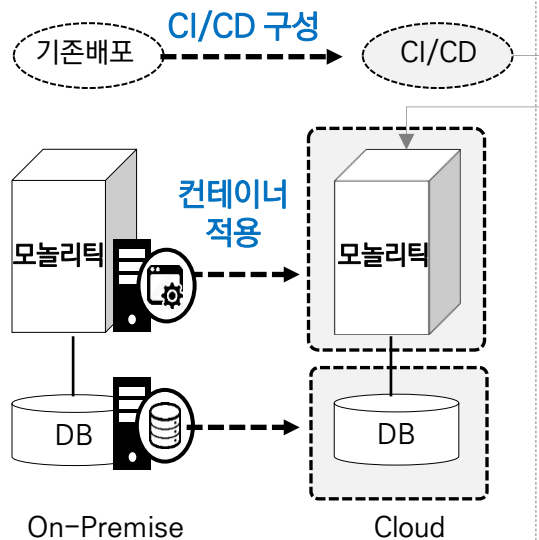 CI/CD 구성
기존배포
CI/CD
컨테이너
적용
모놀리틱
모놀리틱
DB
DB
On-Premise
Cloud